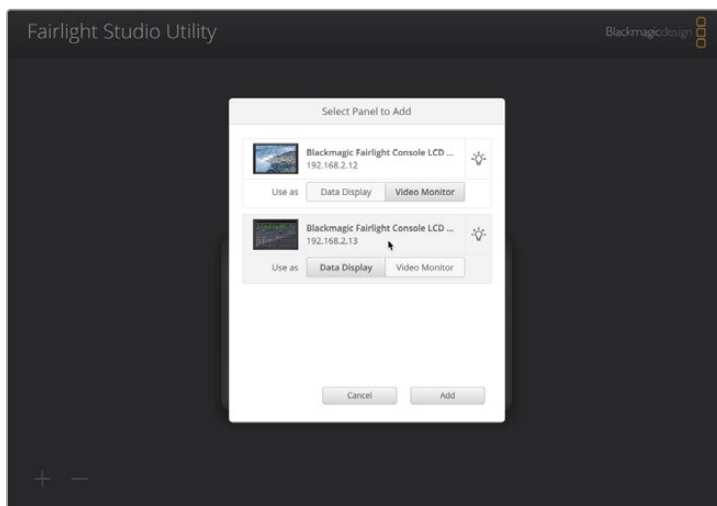 Fairlight Studio Utility
Blackmagicdesign
Select Panel to Add
Blackmagic Fairlight Console LCD ...
192.168.2.12
Use as Data Display Video Monitor
Blackmagic Fairlight Console LCD ...
192.168.2.13
Use as Data Display Video Monitor
Cancel Add